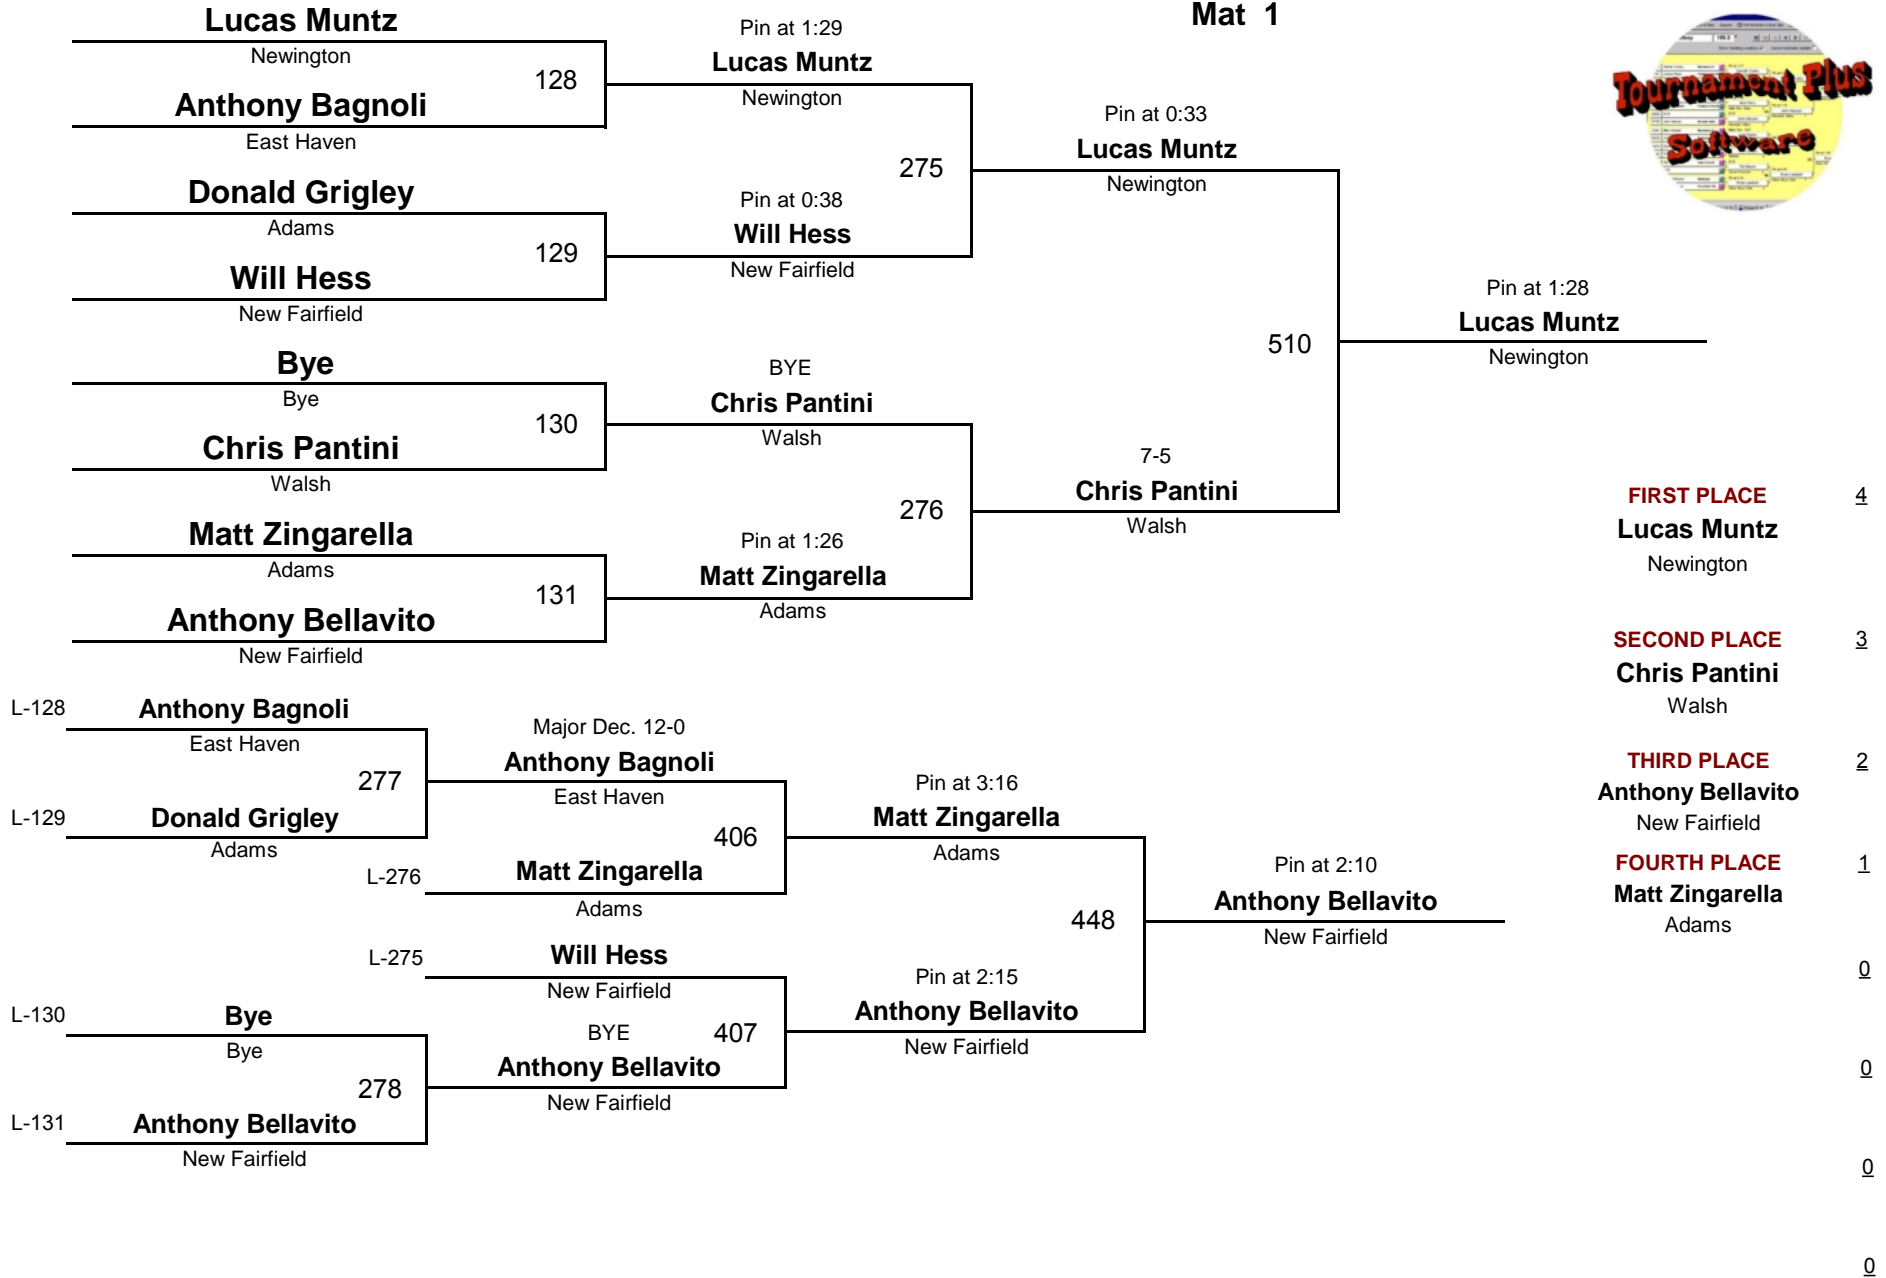 Mat 1
Lucas Muntz
Newington
128
Anthony Bagnoli
East Haven
Donald Grigley
Adams
129
Will Hess
New Fairfield
Bye
Bye
130
Chris Pantini
Walsh
Matt Zingarella
Adams
131
Anthony Bellavito
New Fairfield
Pin at 1:29
Lucas Muntz
Newington
275
Pin at 0:38
Will Hess
New Fairfield
BYE
Chris Pantini
Walsh
276
Pin at 1:26
Matt Zingarella
Adams
Pin at 0:33
Lucas Muntz
Newington
510
7-5
Chris Pantini
Walsh
Pin at 1:28
Lucas Muntz
Newington
Tournament Plus
Software
FIRST PLACE 4
Lucas Muntz
Newington
SECOND PLACE 3
Chris Pantini
Walsh
THIRD PLACE 2
Anthony Bellavito
New Fairfield
FOURTH PLACE 1
Matt Zingarella
Adams
0
0
0
0
L-128 Anthony Bagnoli
East Haven
277
L-129 Donald Grigley
Adams
Major Dec. 12-0
Anthony Bagnoli
East Haven
406
L-276 Matt Zingarella
Adams
L-275 Will Hess
New Fairfield
L-130 Bye
Bye
278
L-131 Anthony Bellavito
New Fairfield
BYE 407
Anthony Bellavito
New Fairfield
Pin at 3:16
Matt Zingarella
Adams
448
Pin at 2:15
Anthony Bellavito
New Fairfield
Pin at 2:10
Anthony Bellavito
New Fairfield